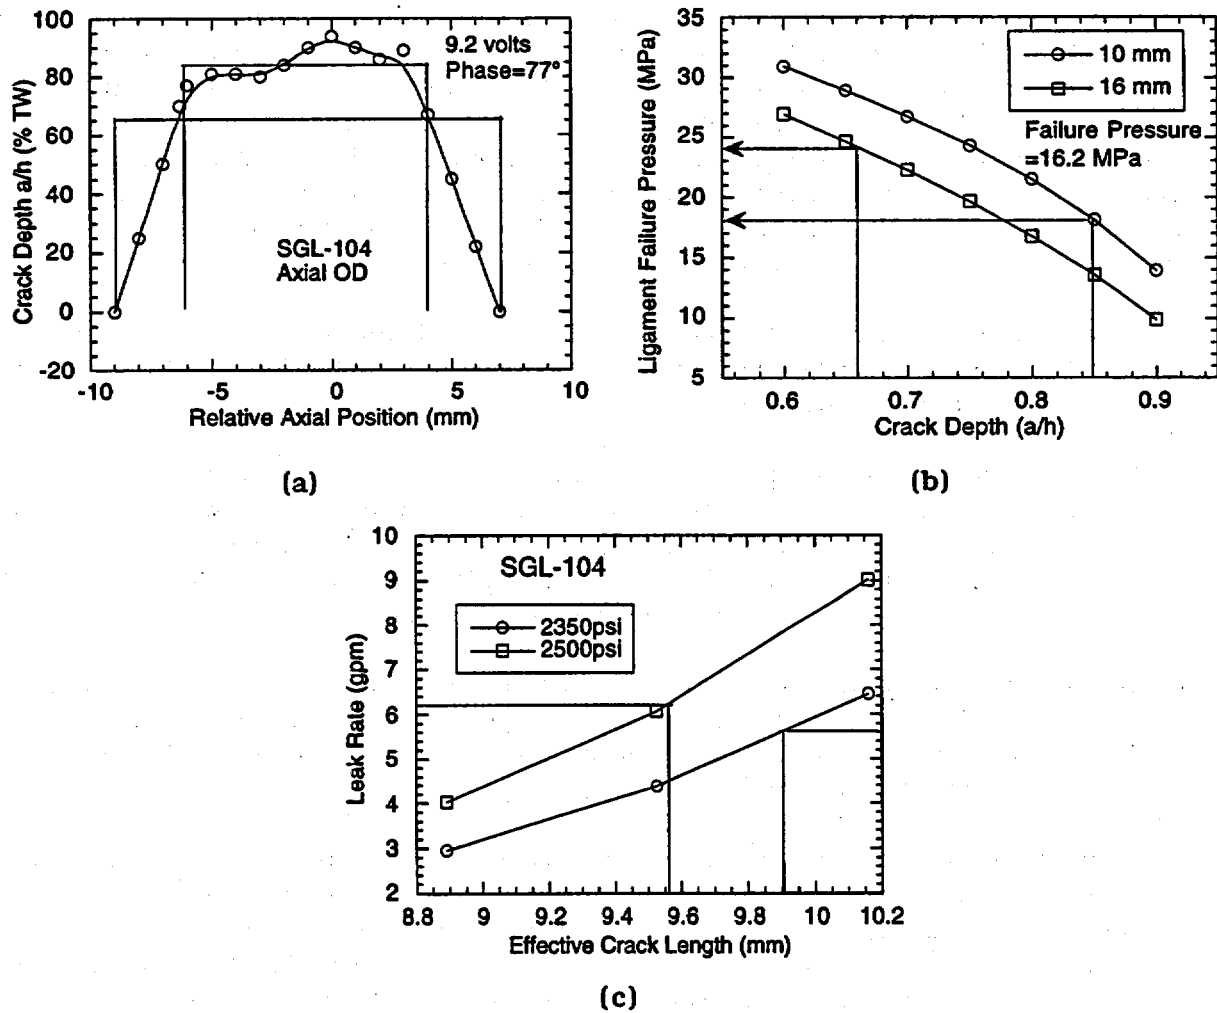 100
80
60
40
20
0
-20
-10
-5
0
5
10
Crack Depth a/h (% TW)
Relative Axial Position (mm)
9.2 volts
Phase=77°
SGL-104
Axial OD
(a)
35
30
25
20
15
10
5
0.6
0.7
0.8
0.9
Ligament Failure Pressure (MPa)
Crack Depth (a/h)
10 mm
16 mm
Failure Pressure
=16.2 MPa
(b)
10
9
8
7
6
5
4
3
2
8.8
9
9.2
9.4
9.6
9.8
10
10.2
Leak Rate (gpm)
Effective Crack Length (mm)
SGL-104
2350psi
2500psi
(c)